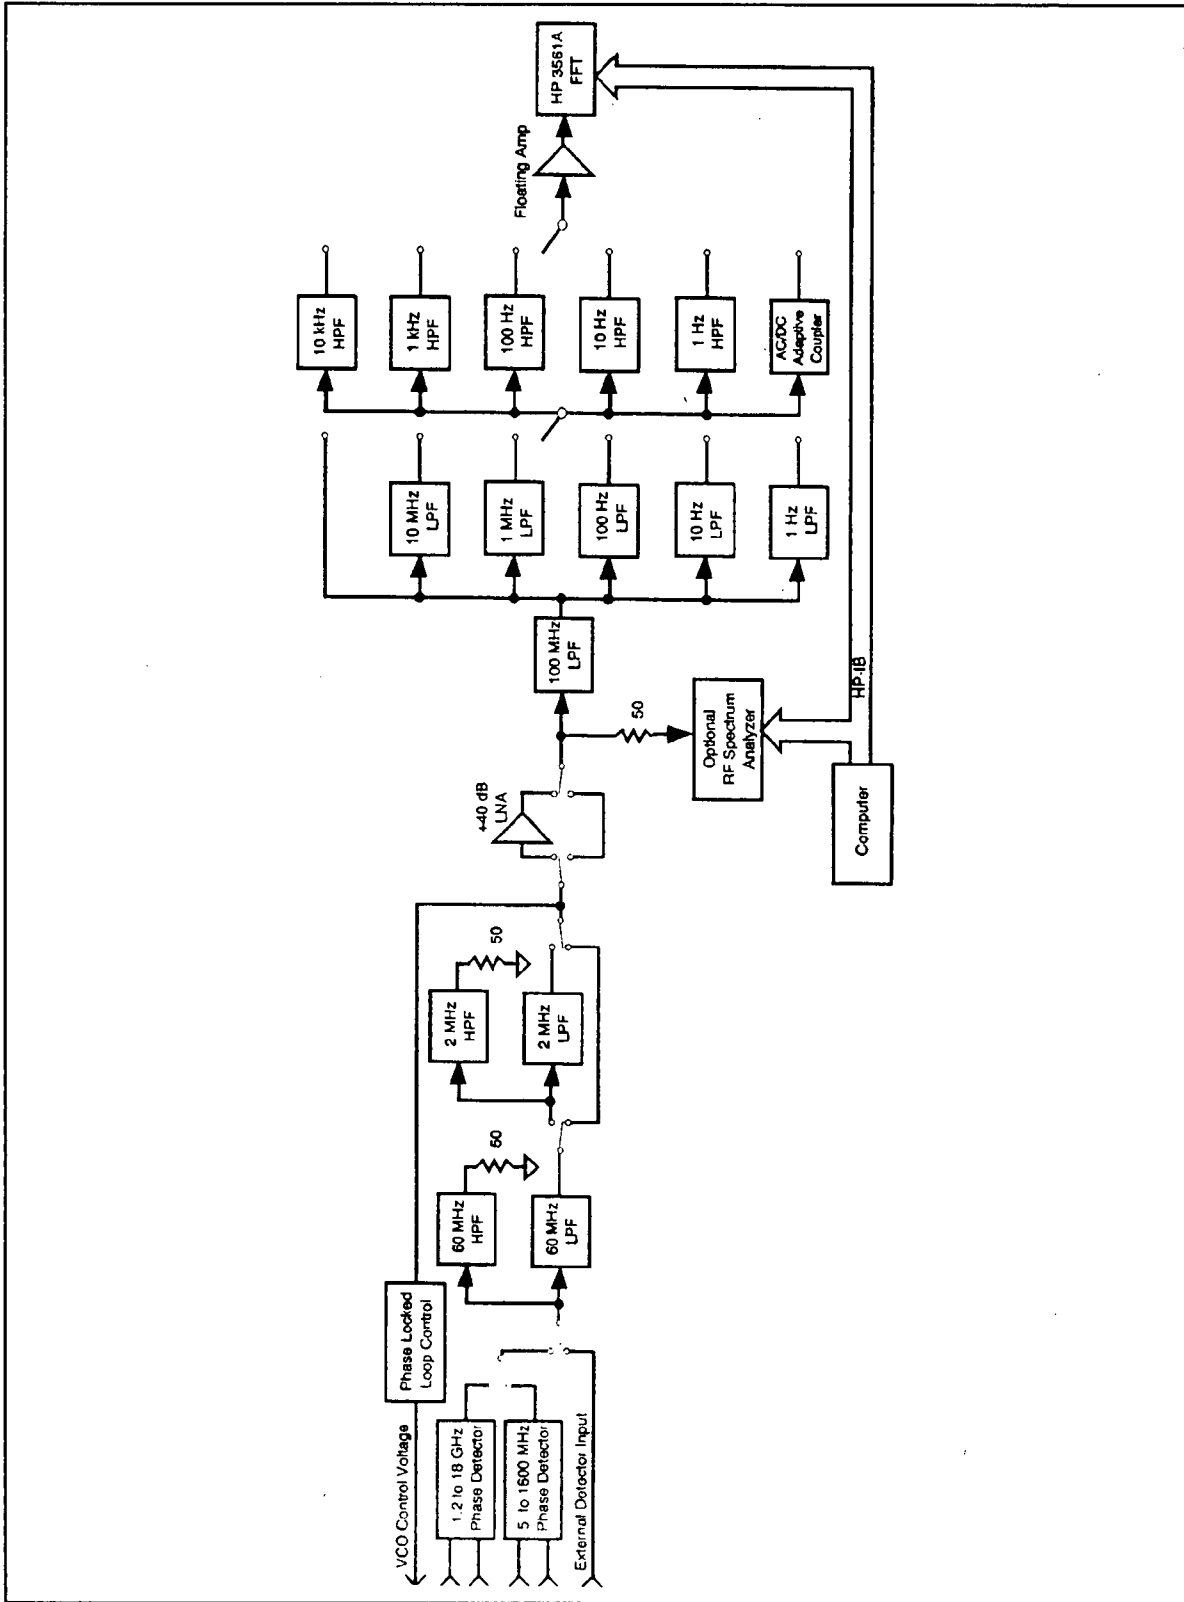 VCO Control Voltage
Phase Locked
Loop Control
1.2 to 18 GHz
Phase Detector
5 to 1600 MHz
Phase Detector
External Detector Input
60 MHz
HPF
50
60 MHz
LPF
2 MHz
HPF
50
2 MHz
LPF
+40 dB
LNA
50
Optional
RF Spectrum
Analyzer
Computer
HP-IB
100 MHz
LPF
10 MHz
LPF
1 MHz
LPF
100 Hz
LPF
10 Hz
LPF
1 Hz
LPF
10 kHz
HPF
1 kHz
HPF
100 Hz
HPF
10 Hz
HPF
1 Hz
HPF
AC/DC
Adaptive
Coupler
Floating Amp
HP 3561A
FFT